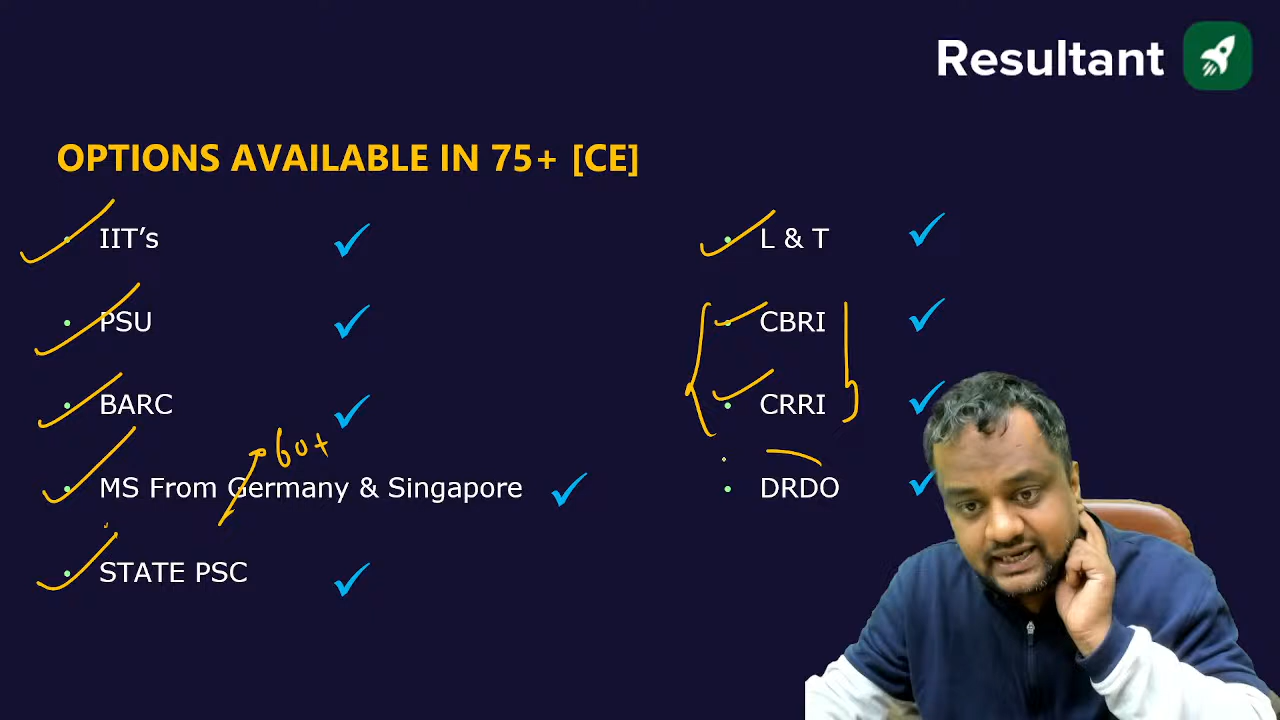 Resultant
OPTIONS AVAILABLE IN 75+ [CE]
• IIT’s
• PSU
• BARC
60+
• MS From Germany & Singapore
• STATE PSC
• L & T
• CBRI
• CRRI
• DRDO